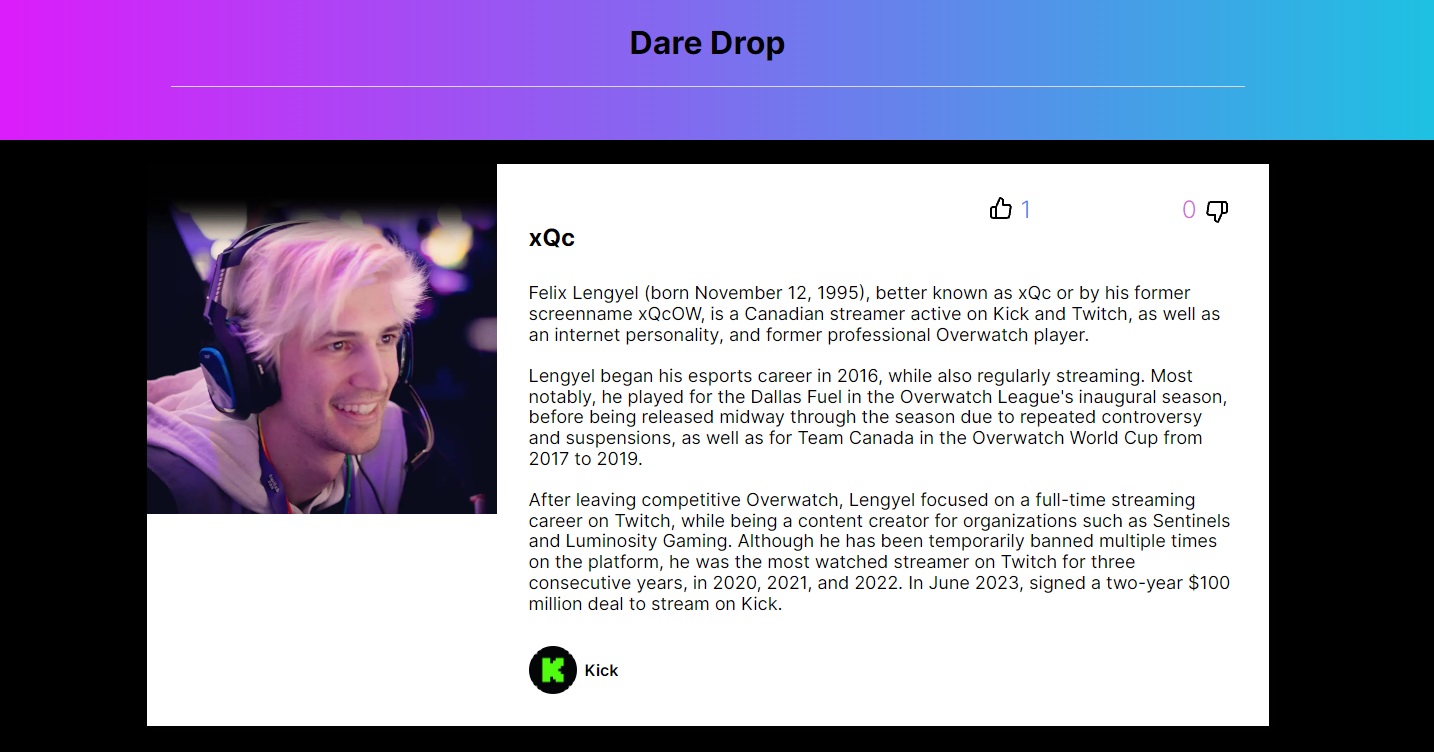 Dare Drop
1
0
xQc
Felix Lengyel (born November 12, 1995), better known as xQc or by his former
screenname xQcOW, is a Canadian streamer active on Kick and Twitch, as well as
an internet personality, and former professional Overwatch player.
Lengyel began his esports career in 2016, while also regularly streaming. Most
notably, he played for the Dallas Fuel in the Overwatch League's inaugural season,
before being released midway through the season due to repeated controversy
and suspensions, as well as for Team Canada in the Overwatch World Cup from
2017 to 2019.
After leaving competitive Overwatch, Lengyel focused on a full-time streaming
career on Twitch, while being a content creator for organizations such as Sentinels
and Luminosity Gaming. Although he has been temporarily banned multiple times
on the platform, he was the most watched streamer on Twitch for three
consecutive years, in 2020, 2021, and 2022. In June 2023, signed a two-year $100
million deal to stream on Kick.
K
Kick